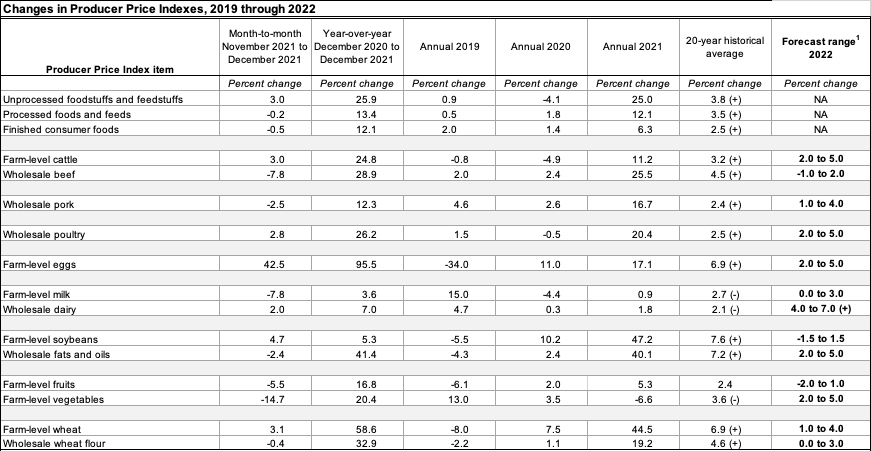 Changes in Producer Price Indexes, 2019 through 2022
Producer Price Index item | Month-to-month November 2021 to December 2021 | Year-over-year December 2020 to December 2021 | Annual 2019 | Annual 2020 | Annual 2021 | 20-year historical average | Forecast range1 2022
Percent change | Percent change | Percent change | Percent change | Percent change | Percent change | Percent change
Unprocessed foodstuffs and feedstuffs 3.0 25.9 0.9 -4.1 25.0 3.8 (+) NA
Processed foods and feeds -0.2 13.4 0.5 1.8 12.1 3.5 (+) NA
Finished consumer foods -0.5 12.1 2.0 1.4 6.3 2.5 (+) NA
Farm-level cattle 3.0 24.8 -0.8 -4.9 11.2 3.2 (+) 2.0 to 5.0
Wholesale beef -7.8 28.9 2.0 2.4 25.5 4.5 (+) -1.0 to 2.0
Wholesale pork -2.5 12.3 4.6 2.6 16.7 2.4 (+) 1.0 to 4.0
Wholesale poultry 2.8 26.2 1.5 -0.5 20.4 2.5 (+) 2.0 to 5.0
Farm-level eggs 42.5 95.5 -34.0 11.0 17.1 6.9 (+) 2.0 to 5.0
Farm-level milk -7.8 3.6 15.0 -4.4 0.9 2.7 (-) 0.0 to 3.0
Wholesale dairy 2.0 7.0 4.7 0.3 1.8 2.1 (-) 4.0 to 7.0 (+)
Farm-level soybeans 4.7 5.3 -5.5 10.2 47.2 7.6 (+) -1.5 to 1.5
Wholesale fats and oils -2.4 41.4 -4.3 2.4 40.1 7.2 (+) 2.0 to 5.0
Farm-level fruits -5.5 16.8 -6.1 2.0 5.3 2.4 -2.0 to 1.0
Farm-level vegetables -14.7 20.4 13.0 3.5 -6.6 3.6 (-) 2.0 to 5.0
Farm-level wheat 3.1 58.6 -8.0 7.5 44.5 6.9 (+) 1.0 to 4.0
Wholesale wheat flour -0.4 32.9 -2.2 1.1 19.2 4.6 (+) 0.0 to 3.0